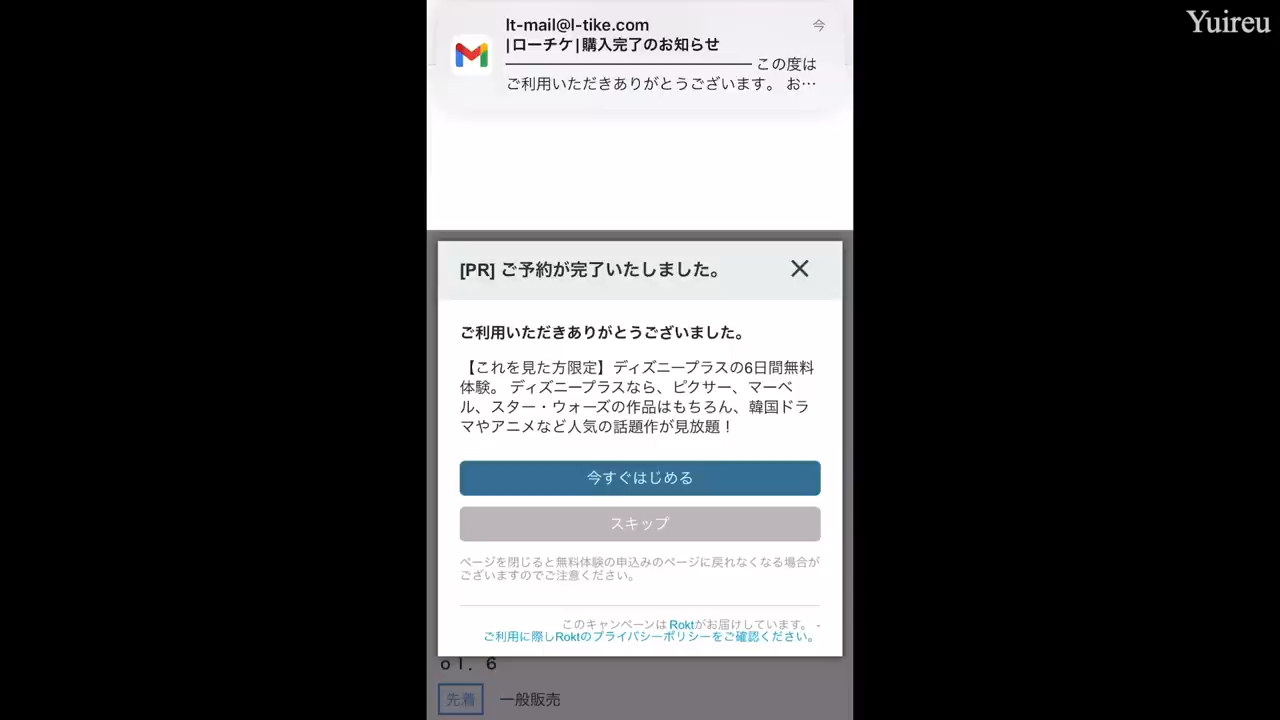 Yuireu
lt-mail@l-tike.com
今
|ローチケ|購入完了のお知らせ
━━━━━━━━━━━━━━━━ この度は
ご利用いただきありがとうございます。 お…
[PR] ご予約が完了いたしました。
ご利用いただきありがとうございました。
【これを見た方限定】ディズニープラスの6日間無料
体験。 ディズニープラスなら、ピクサー、マーベ
ル、スター・ウォーズの作品はもちろん、韓国ドラ
マやアニメなど人気の話題作が見放題！
今すぐはじめる
スキップ
ページを閉じると無料体験の申込みのページに戻れなくなる場合が
ございますのでご注意ください。
このキャンペーンは Roktがお届けしています。 -
ご利用に際しRoktのプライバシーポリシーをご確認ください。
ｏｌ．６
先着 一般販売